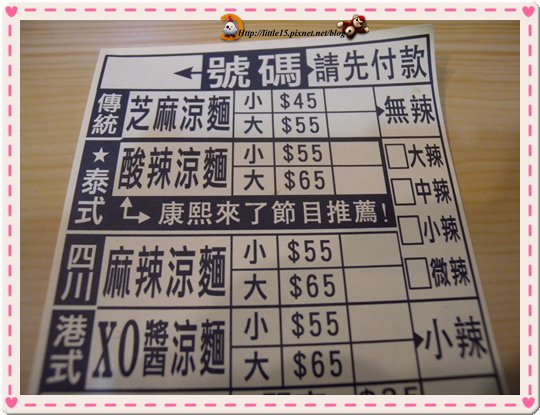 Http://little15.pixnet.net/blog
←號碼 請先付款
傳統 芝麻涼麵 小 $45 無辣
大 $55
★泰式 酸辣涼麵 小 $55 □大辣
大 $65 □中辣
康熙來了節目推薦! □小辣
四川 麻辣涼麵 小 $55 □微辣
大 $65
港式 XO醬涼麵 小 $55 小辣
大 $65